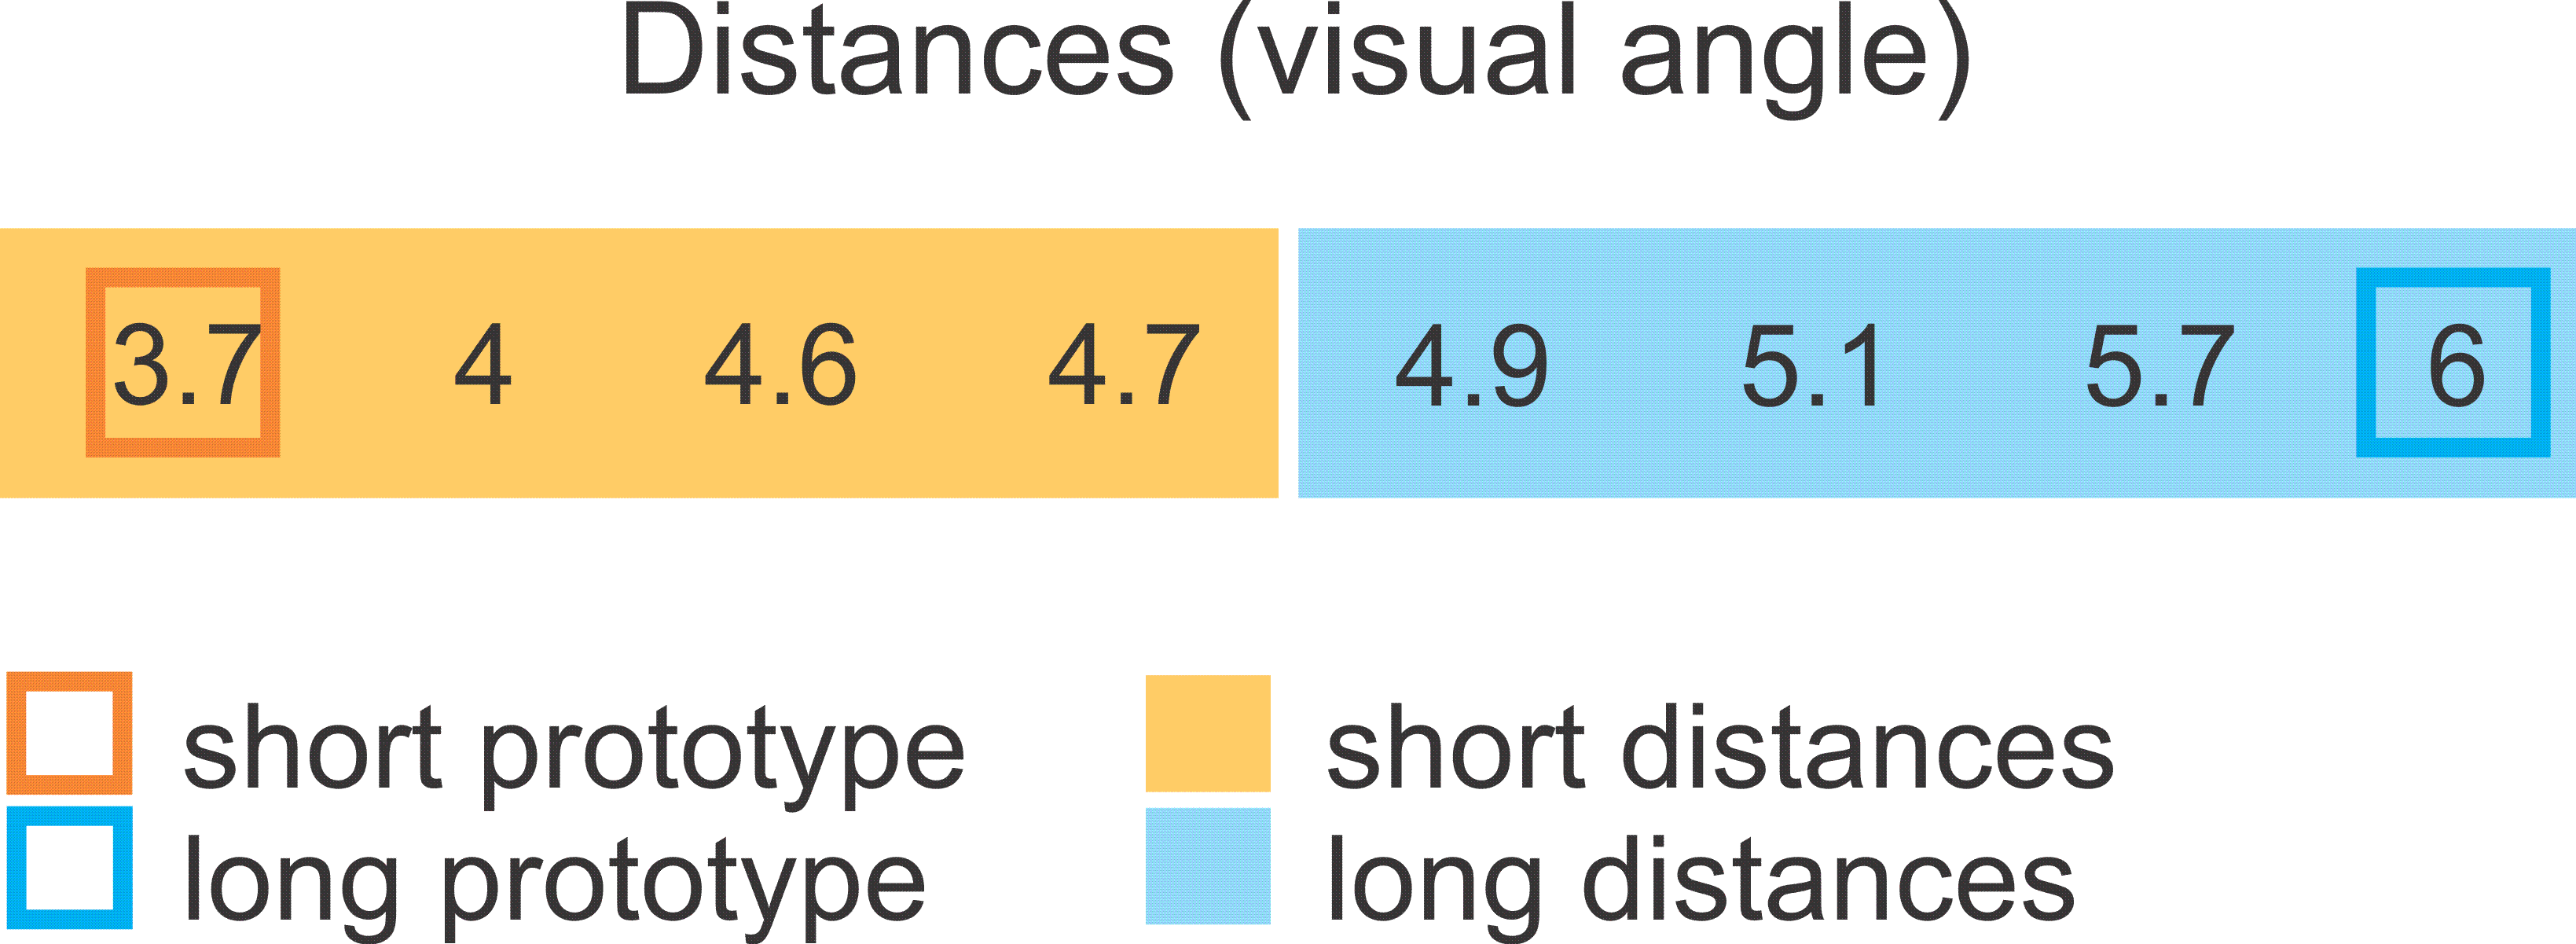 Distances (visual angle)
3.7 4 4.6 4.7 4.9 5.1 5.7 6
short prototype short distances
long prototype long distances